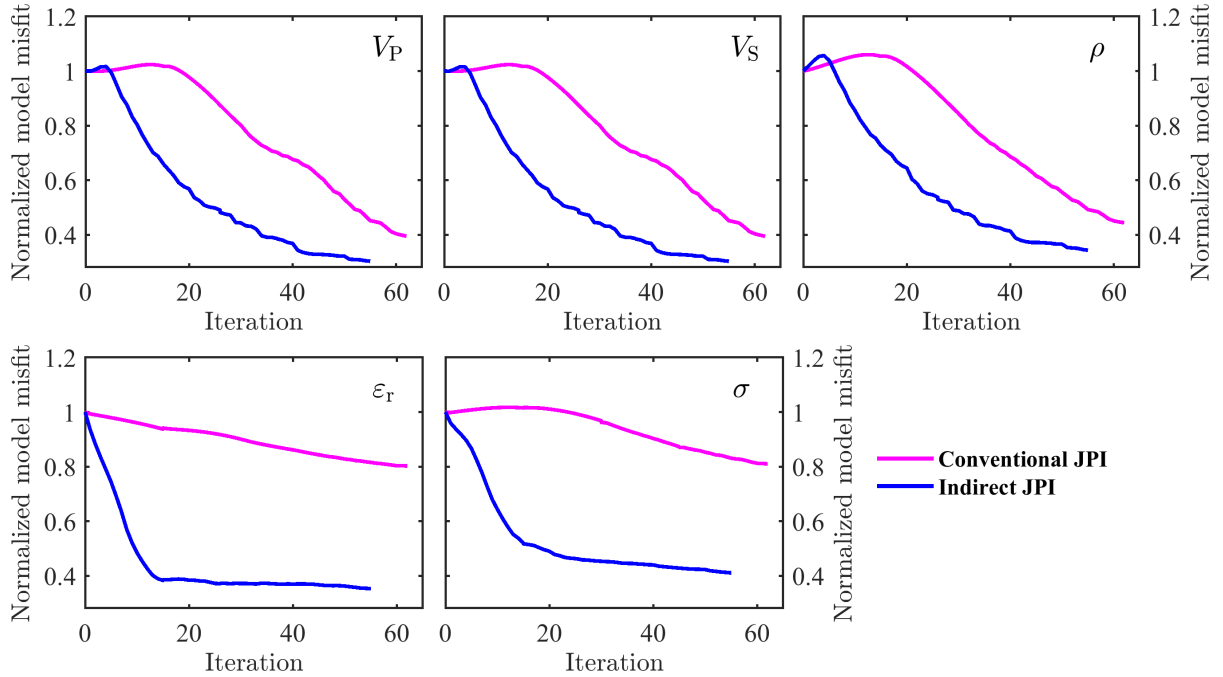 V_P
V_S
ρ
Normalized model misfit
1.2
1
0.8
0.6
0.4
1.2
1
0.8
0.6
0.4
Normalized model misfit
0 20 40 60
0 20 40 60
0 20 40 60
Iteration
Iteration
Iteration
ε_r
σ
Normalized model misfit
1.2
1
0.8
0.6
0.4
1.2
1
0.8
0.6
0.4
Normalized model misfit
0 20 40 60
0 20 40 60
Iteration
Iteration
Conventional JPI
Indirect JPI